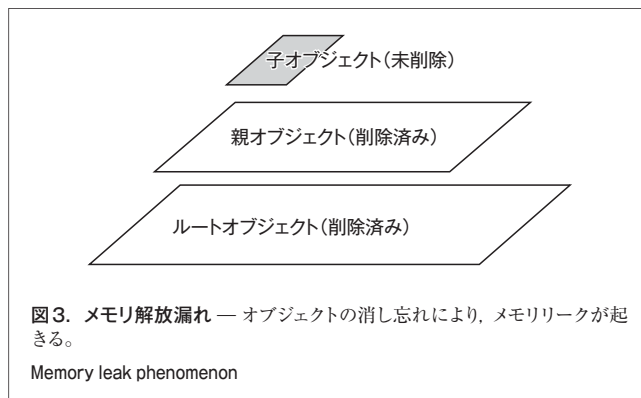 子オブジェクト(未削除)
親オブジェクト(削除済み)
ルートオブジェクト(削除済み)
図3. メモリ解放漏れ — オブジェクトの消し忘れにより,メモリリークが起
きる。
Memory leak phenomenon